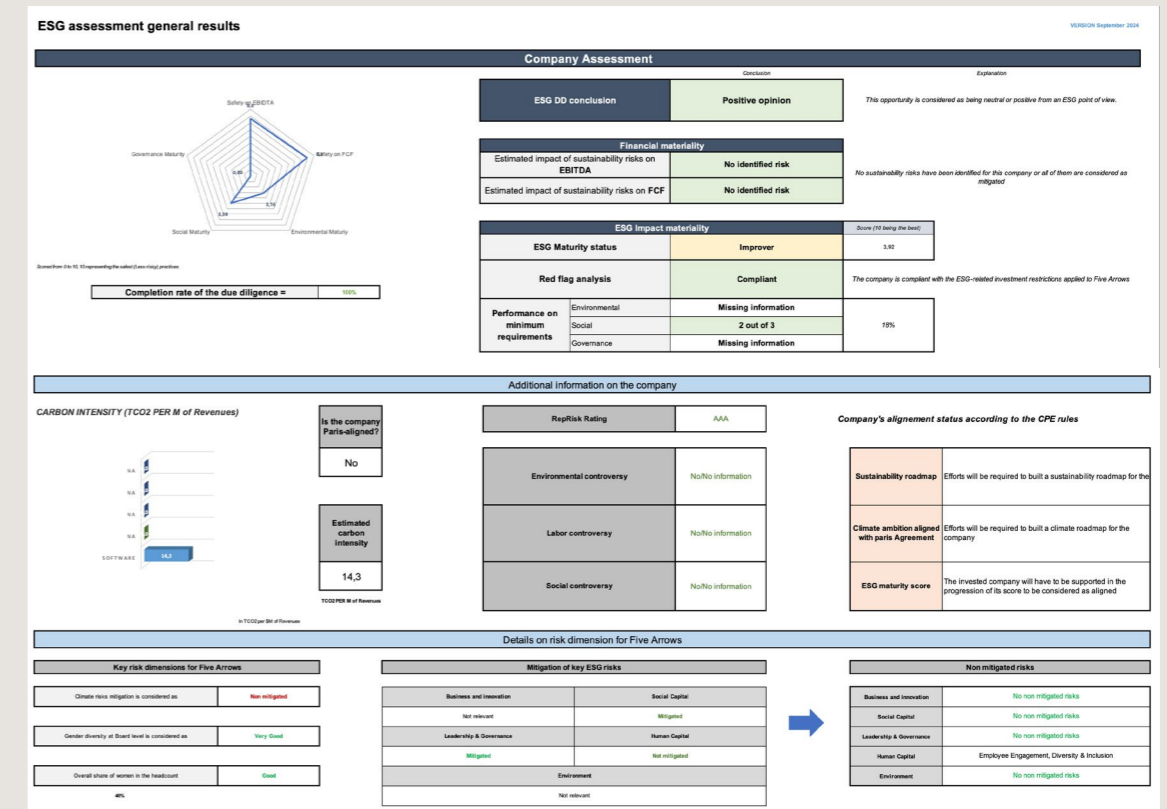 ESG assessment general results
VERSION September 2024
Company Assessment
Conclusion
Explanation
ESG DD conclusion
Positive opinion
This opportunity is considered as being neutral or positive from an ESG point of view.
Safety on EBIDTA
Safety on FCF
Environmental Maturity
Social Maturity
Governance Maturity
Financial materiality
Estimated impact of sustainability risks on
EBITDA
No identified risk
Estimated impact of sustainability risks on FCF
No identified risk
No sustainability risks have been identified for this company or all of them are considered as
mitigated
ESG Impact materiality
Score (10 being the best)
ESG Maturity status
Improver
3,92
Red flag analysis
Compliant
The company is compliant with the ESG-related investment restrictions applied to Five Arrows
Performance on
minimum
requirements
Environmental
Missing information
Social
2 out of 3
Governance
Missing information
Completion rate of the due diligence =
100%
Additional information on the company
CARBON INTENSITY (TCO2 PER M of Revenues)
NA
NA
NA
NA
SOFTWARE
14,3
in TCO2 per $M of Revenues
Is the company
Paris-aligned?
No
Estimated
carbon
intensity
14,3
TCO2 PER M of Revenues
RepRisk Rating
AAA
Environmental controversy
No/No information
Labor controversy
No/No information
Social controversy
No/No information
Company's alignement status according to the CPE rules
Sustainability roadmap
Efforts will be required to built a sustainability roadmap for the
Climate ambition aligned
with paris Agreement
Efforts will be required to built a climate roadmap for the
company
ESG maturity score
The invested company will have to be supported in the
progression of its score to be considered as aligned
Details on risk dimension for Five Arrows
Key risk dimensions for Five Arrows
Climate risks mitigation is considered as
Non mitigated
Gender diversity at Board level is considered as
Very Good
Overall share of women in the headcount
Good
40%
Mitigation of key ESG risks
Business and innovation
Social Capital
Not relevant
Mitigated
Leadership & Governance
Human Capital
Mitigated
Not mitigated
Environment
Not relevant
Non mitigated risks
Business and innovation
No non mitigated risks
Social Capital
No non mitigated risks
Leadership & Governance
No non mitigated risks
Human Capital
Employee Engagement, Diversity & Inclusion
Environment
No non mitigated risks